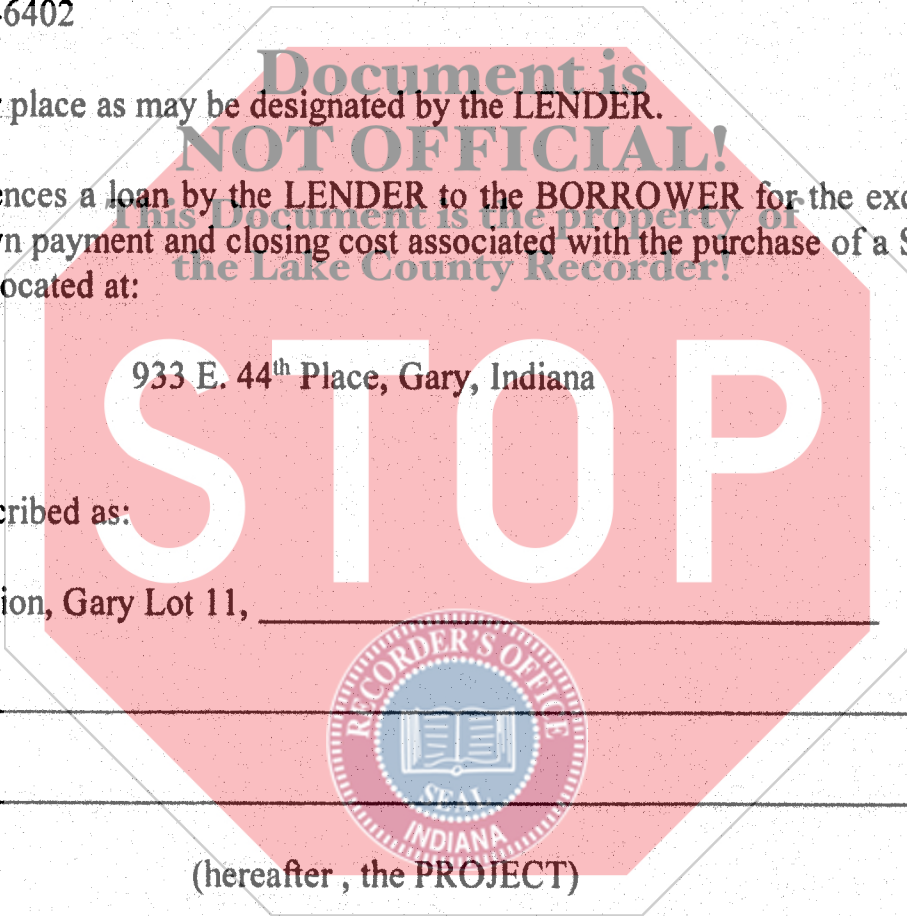 -6402
Document is
place as may be designated by the LENDER.
NOT OFFICIAL!
ences a loan by the LENDER to the BORROWER for the exc
This Document is the property of
vn payment and closing cost associated with the purchase of a S
the Lake County Recorder!
ocated at:
933 E. 44th Place, Gary, Indiana
STOP
cribed as:
ion, Gary Lot 11,
RECORDER'S OFFICE
SEAL
INDIANA
(hereafter , the PROJECT)